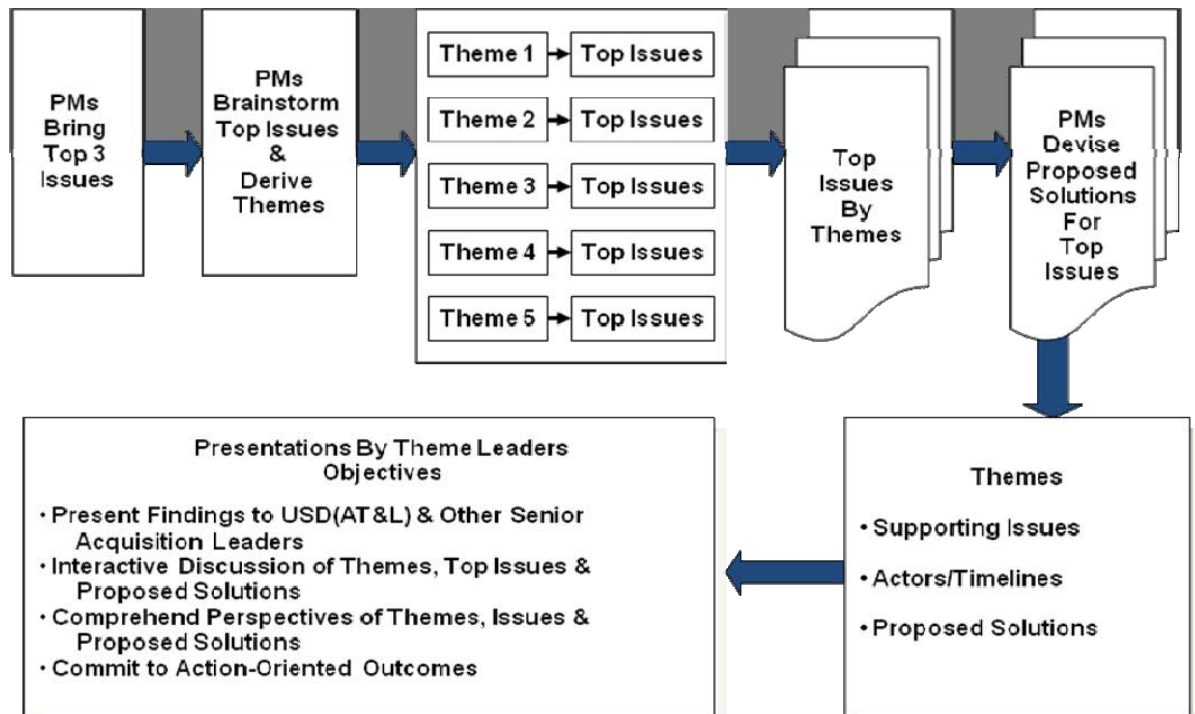 PMs
Bring
Top 3
Issues
PMs
Brainstorm
Top Issues
&
Derive
Themes
Theme 1
Top Issues
Theme 2
Top Issues
Theme 3
Top Issues
Theme 4
Top Issues
Theme 5
Top Issues
Top
Issues
By
Themes
PMs
Devise
Proposed
Solutions
For
Top
Issues
Themes
• Supporting Issues
• Actors/Timelines
• Proposed Solutions
Presentations By Theme Leaders
Objectives
• Present Findings to USD(AT&L) & Other Senior
Acquisition Leaders
• Interactive Discussion of Themes, Top Issues &
Proposed Solutions
• Comprehend Perspectives of Themes, Issues &
Proposed Solutions
• Commit to Action-Oriented Outcomes